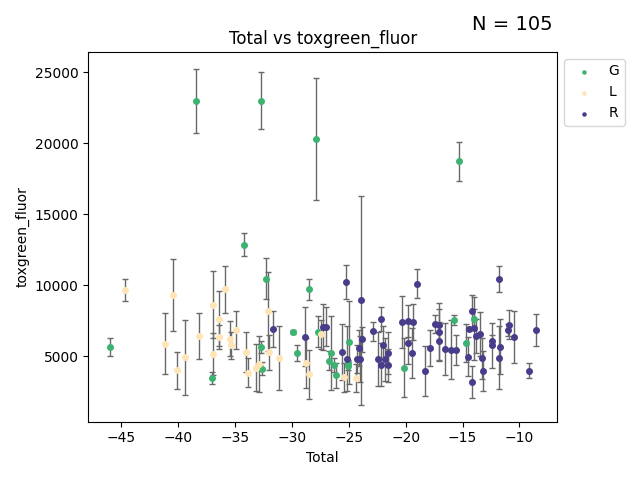 N = 105
Total vs toxgreen_fluor
25000
20000
15000
10000
5000
toxgreen_fluor
−45
−40
−35
−30
−25
−20
−15
−10
Total
G
L
R